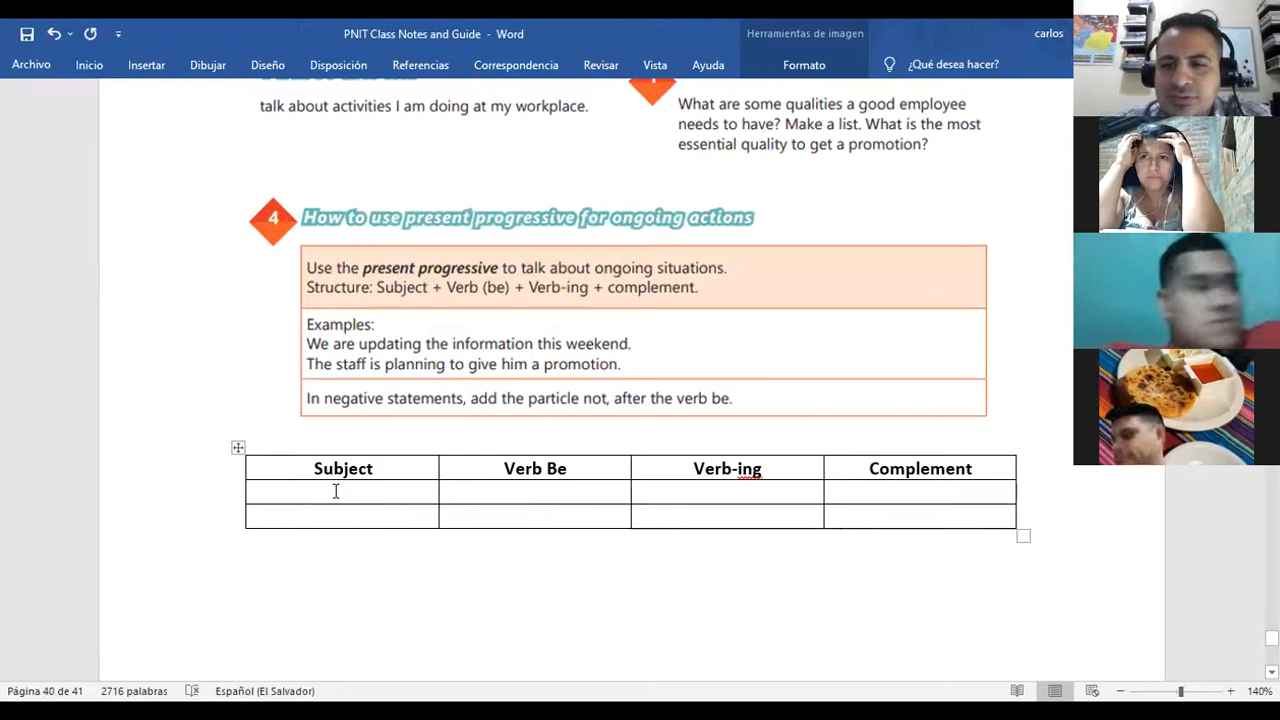 PNIT Class Notes and Guide - Word
Herramientas de imagen
carlos
Archivo Inicio Insertar Dibujar Diseño Disposición Referencias Correspondencia Revisar Vista Ayuda Formato ¿Qué desea hacer?
talk about activities I am doing at my workplace.
What are some qualities a good employee
needs to have? Make a list. What is the most
essential quality to get a promotion?
4 How to use present progressive for ongoing actions
Use the present progressive to talk about ongoing situations.
Structure: Subject + Verb (be) + Verb-ing + complement.
Examples:
We are updating the information this weekend.
The staff is planning to give him a promotion.
In negative statements, add the particle not, after the verb be.
Subject Verb Be Verb-ing Complement
Página 40 de 41 2716 palabras Español (El Salvador) 140%